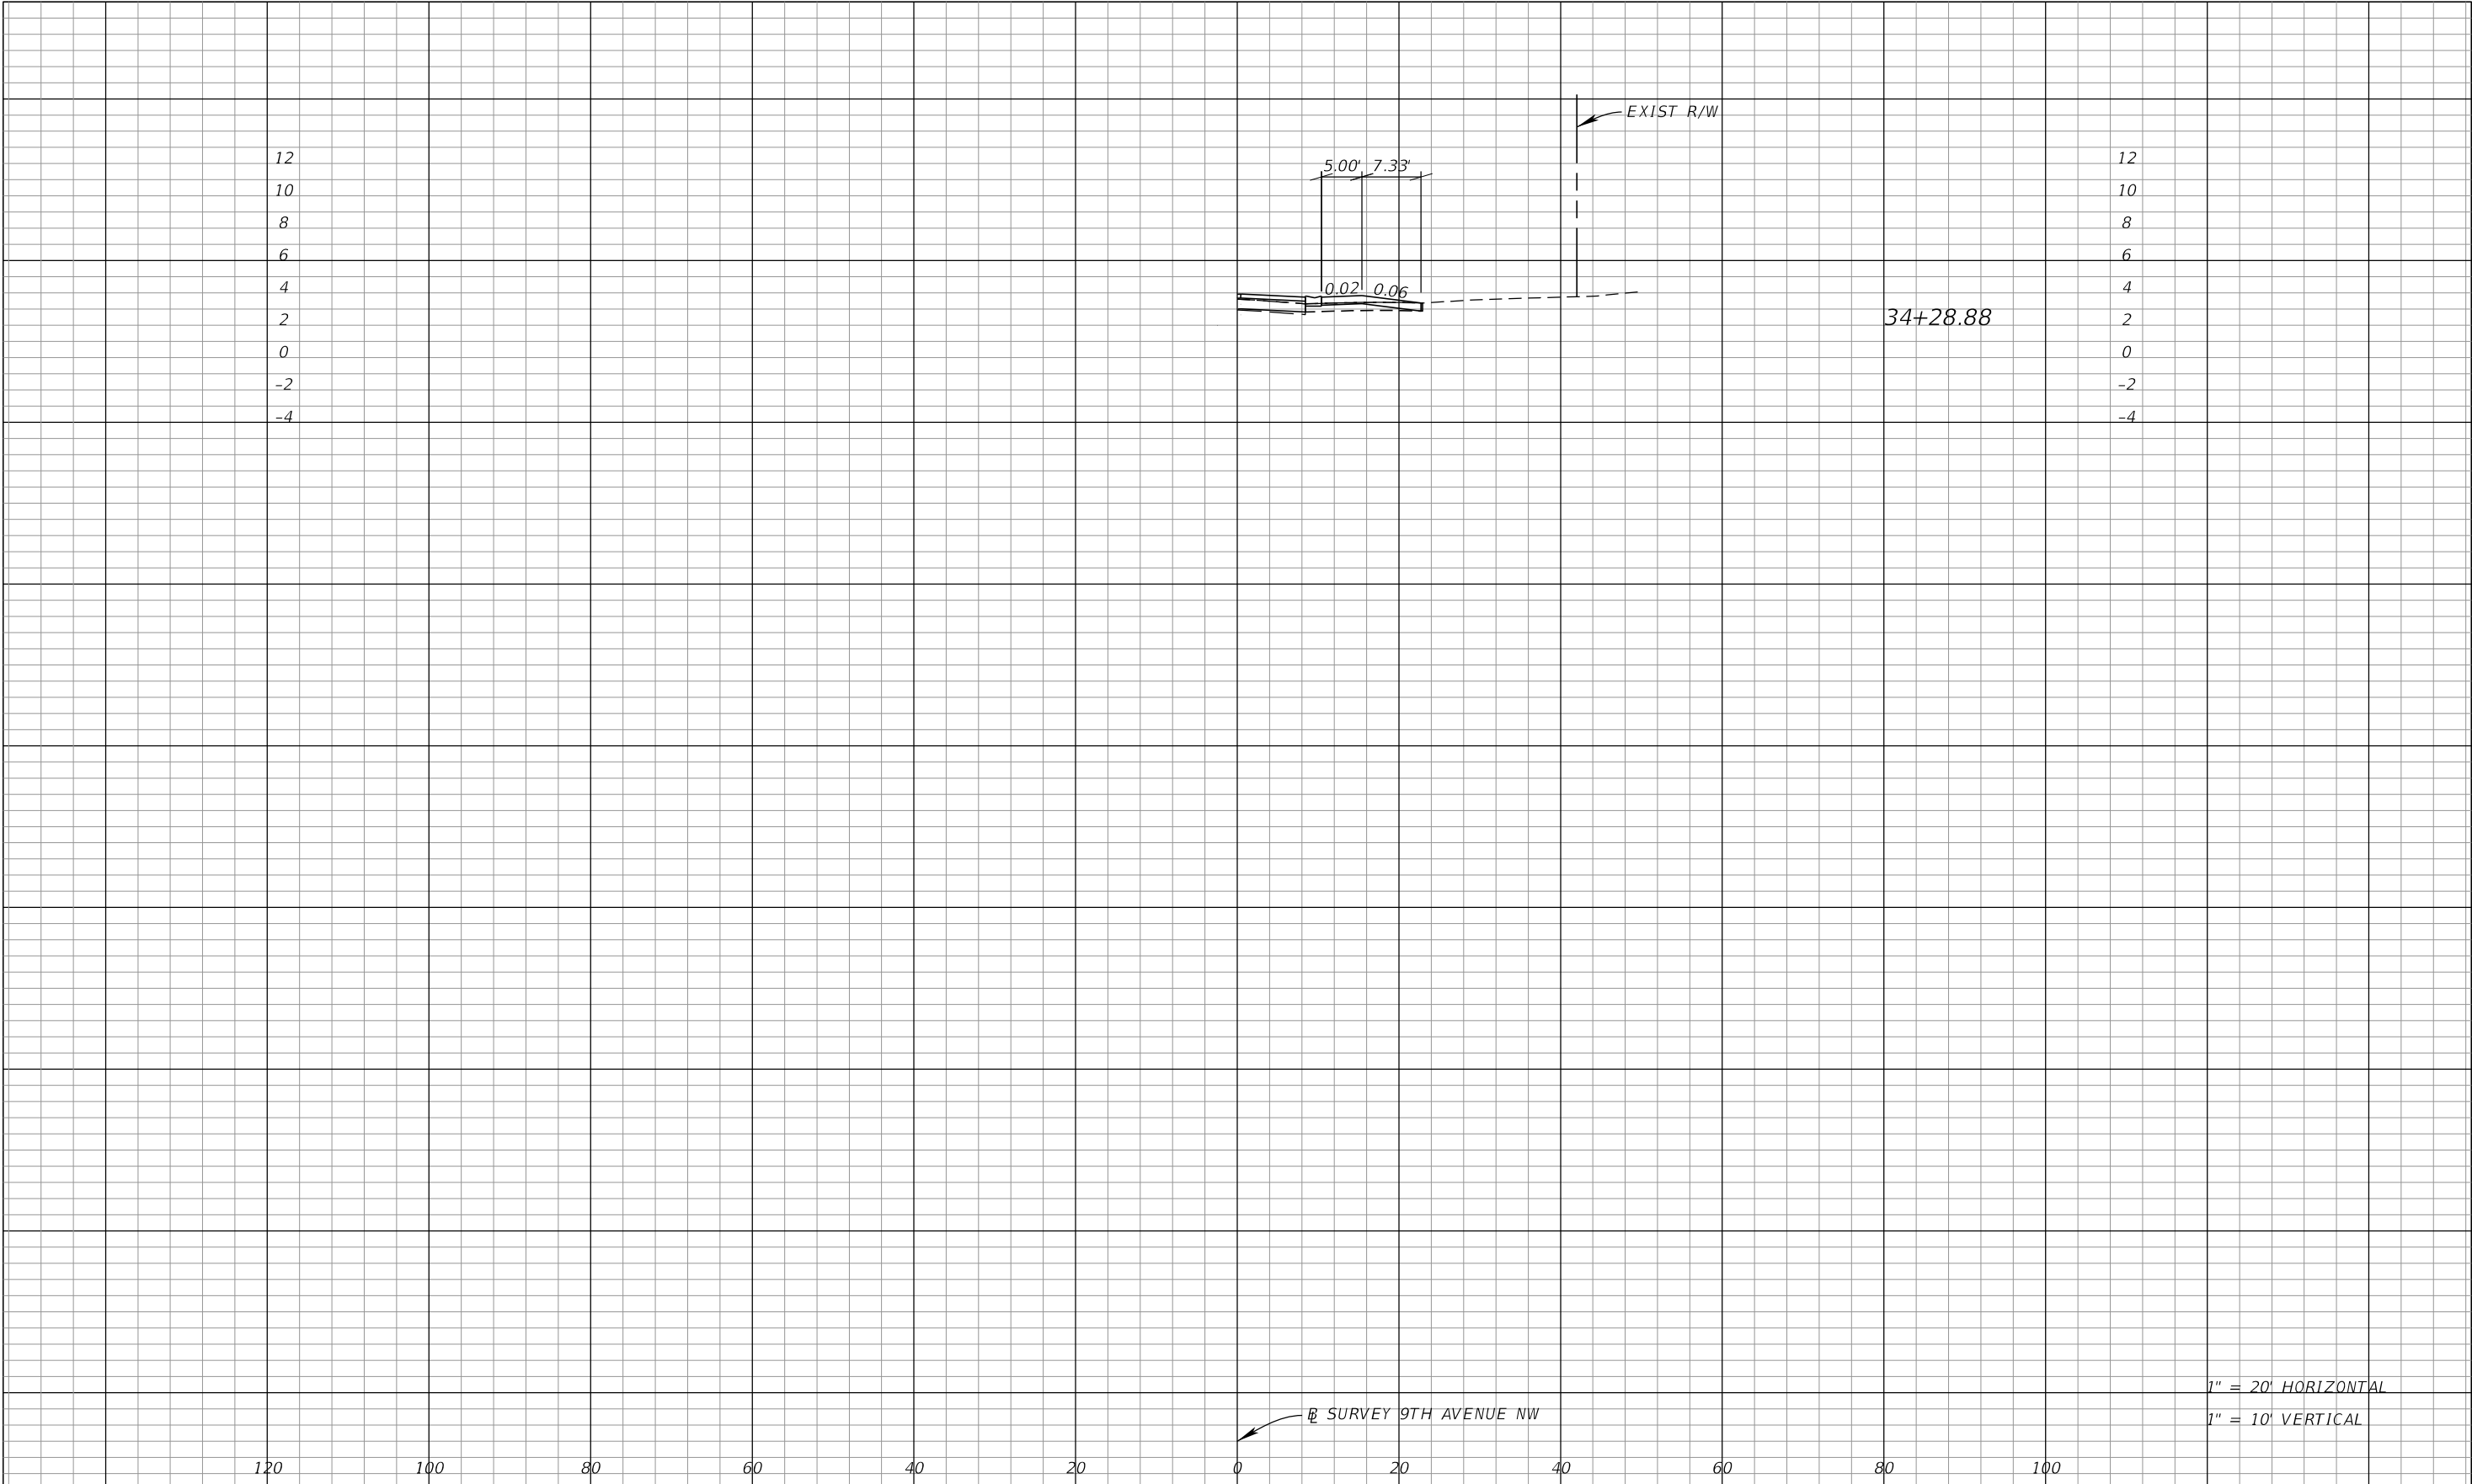 EXIST R/W
12 12
5.00' 7.33'
10 10
8 8
6 6
4 0.02 0.06 4
2 34+28.88 2
0 0
-2 -2
-4 -4
1" = 20' HORIZONTAL
BL SURVEY 9TH AVENUE NW
1" = 10' VERTICAL
120 100 80 60 40 20 0 20 40 60 80 100